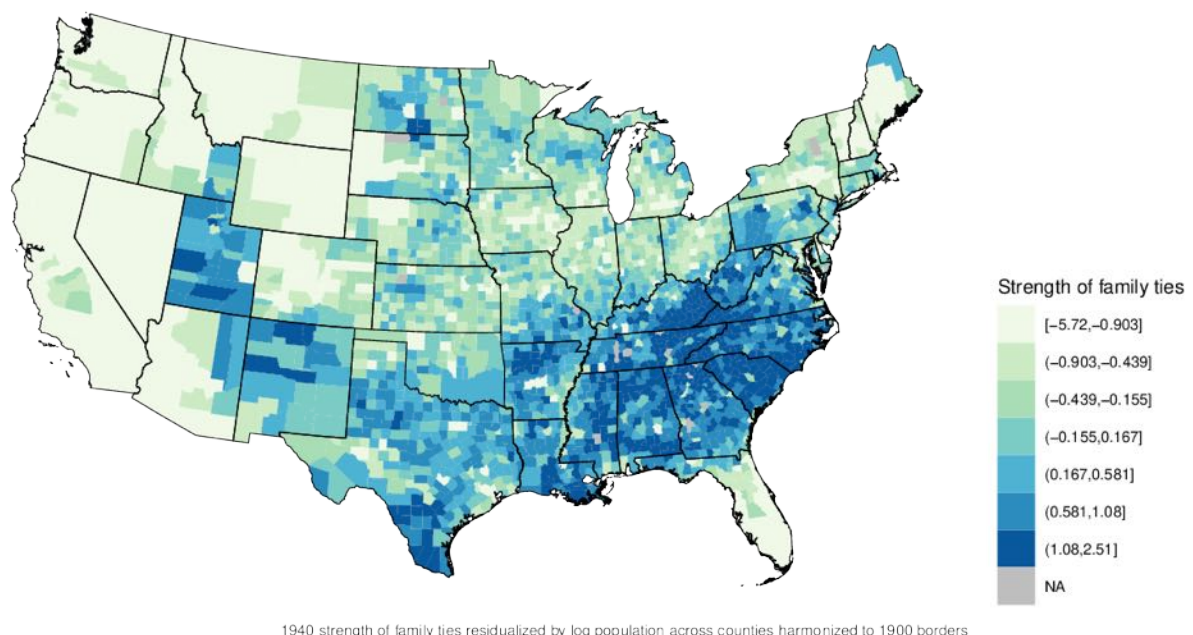 Strength of family ties
[−5.72,−0.903]
(−0.903,−0.439]
(−0.439,−0.155]
(−0.155,0.167]
(0.167,0.581]
(0.581,1.08]
(1.08,2.51]
NA
1940 strength of family ties residualized by log population across counties harmonized to 1900 borders